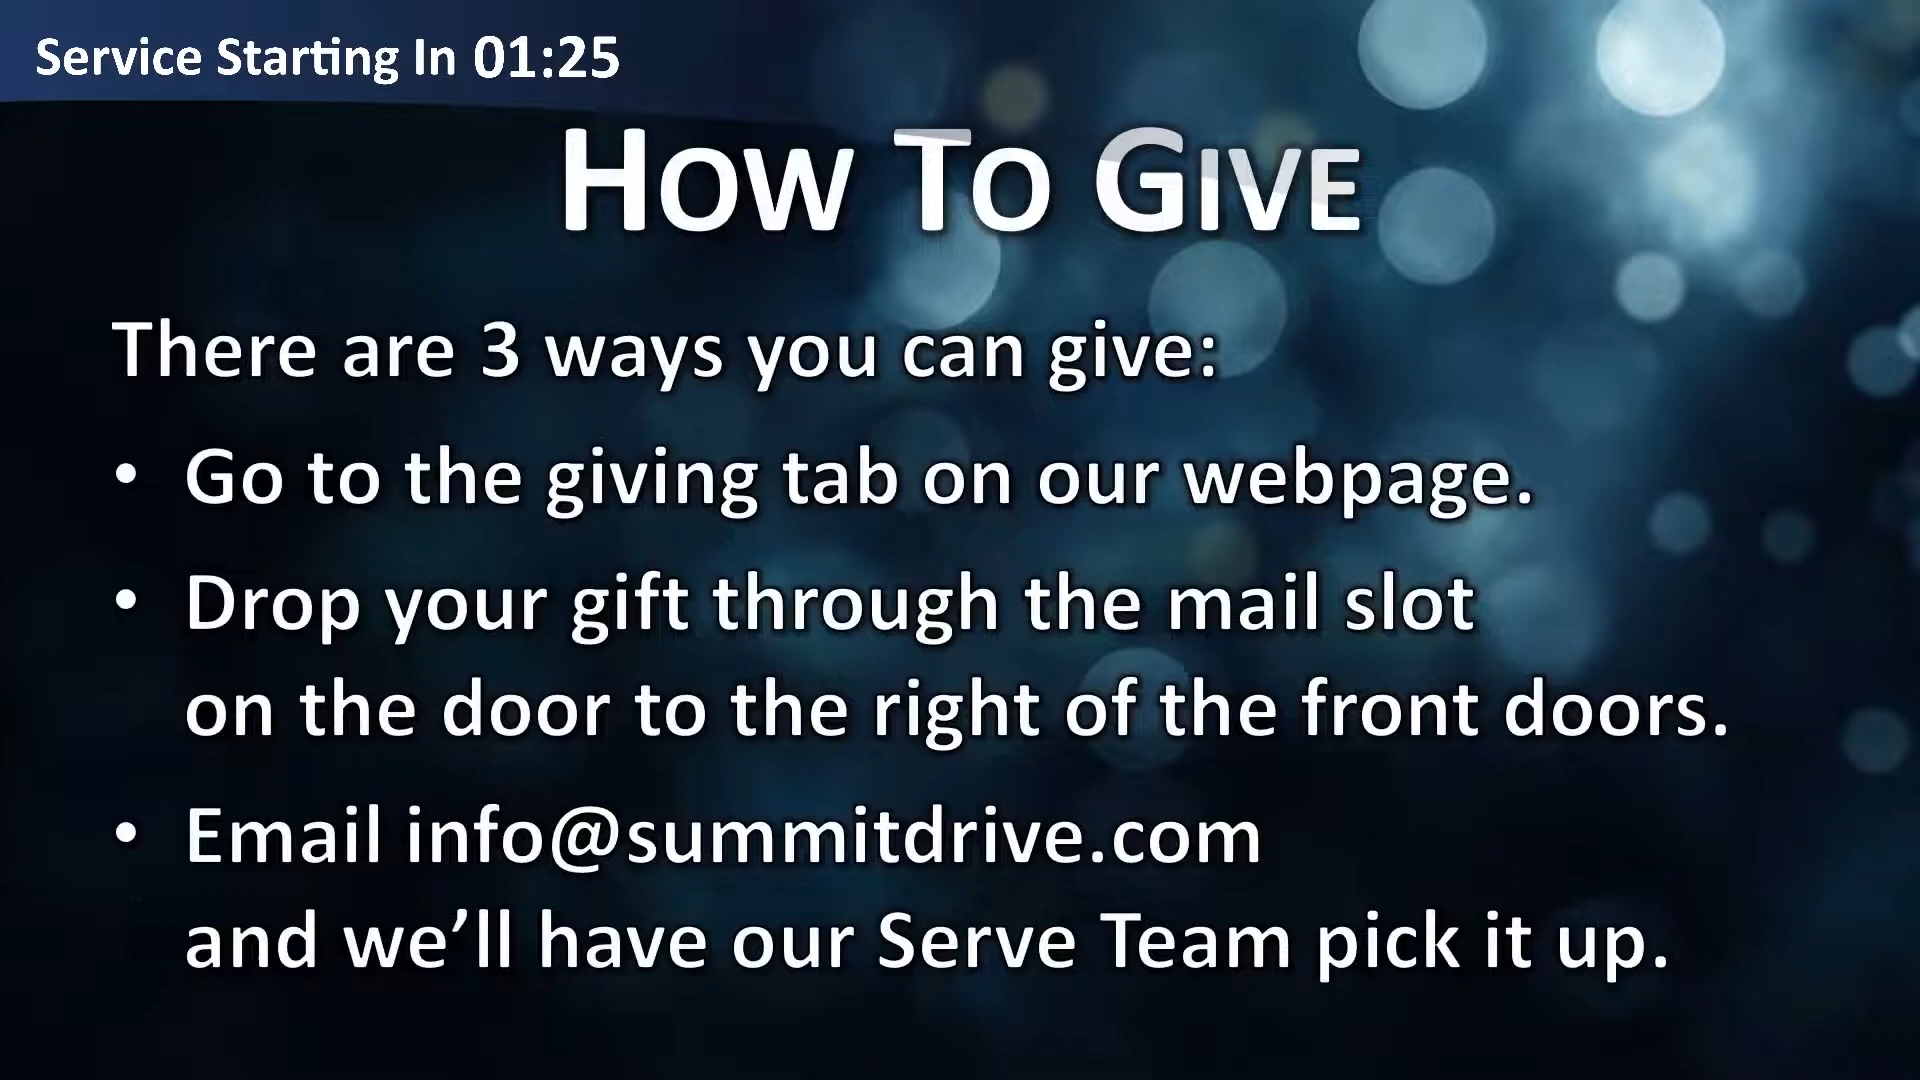 Service Starting In 01:25
How To Give
There are 3 ways you can give:
• Go to the giving tab on our webpage.
• Drop your gift through the mail slot
on the door to the right of the front doors.
• Email info@summitdrive.com
and we’ll have our Serve Team pick it up.